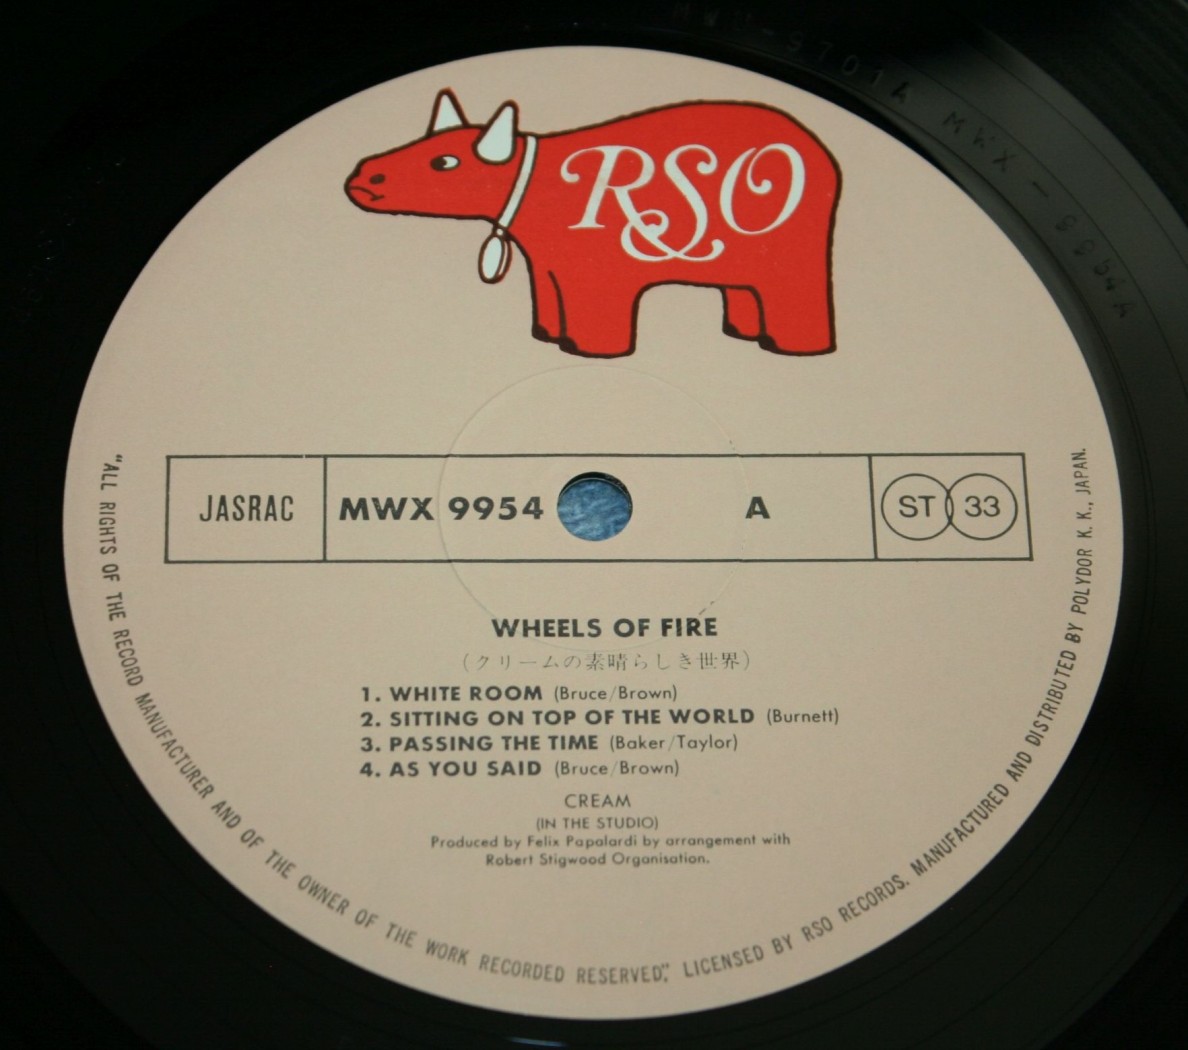 MWU-9701A MWX-9954A
RSO
JASRAC
MWX 9954
A
ST 33
WHEELS OF FIRE
(クリームの素晴らしき世界)
1. WHITE ROOM (Bruce/Brown)
2. SITTING ON TOP OF THE WORLD (Burnett)
3. PASSING THE TIME (Baker/Taylor)
4. AS YOU SAID (Bruce/Brown)
CREAM
(IN THE STUDIO)
Produced by Felix Papalardi by arrangement with
Robert Stigwood Organisation.
"ALL RIGHTS OF THE RECORD MANUFACTURER AND OF THE OWNER OF THE WORK RECORDED RESERVED," LICENSED BY RSO RECORDS. MANUFACTURED AND DISTRIBUTED BY POLYDOR K. K., JAPAN.